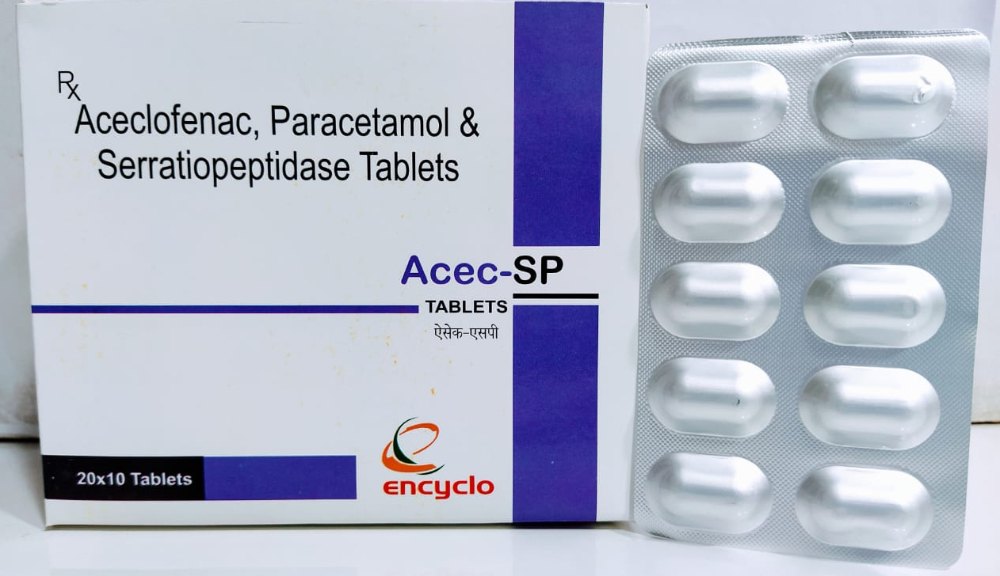 Rx
Aceclofenac, Paracetamol &
Serratiopeptidase Tablets
Acec-SP
TABLETS
ऐसेक-एसपी
20x10 Tablets
encyclo